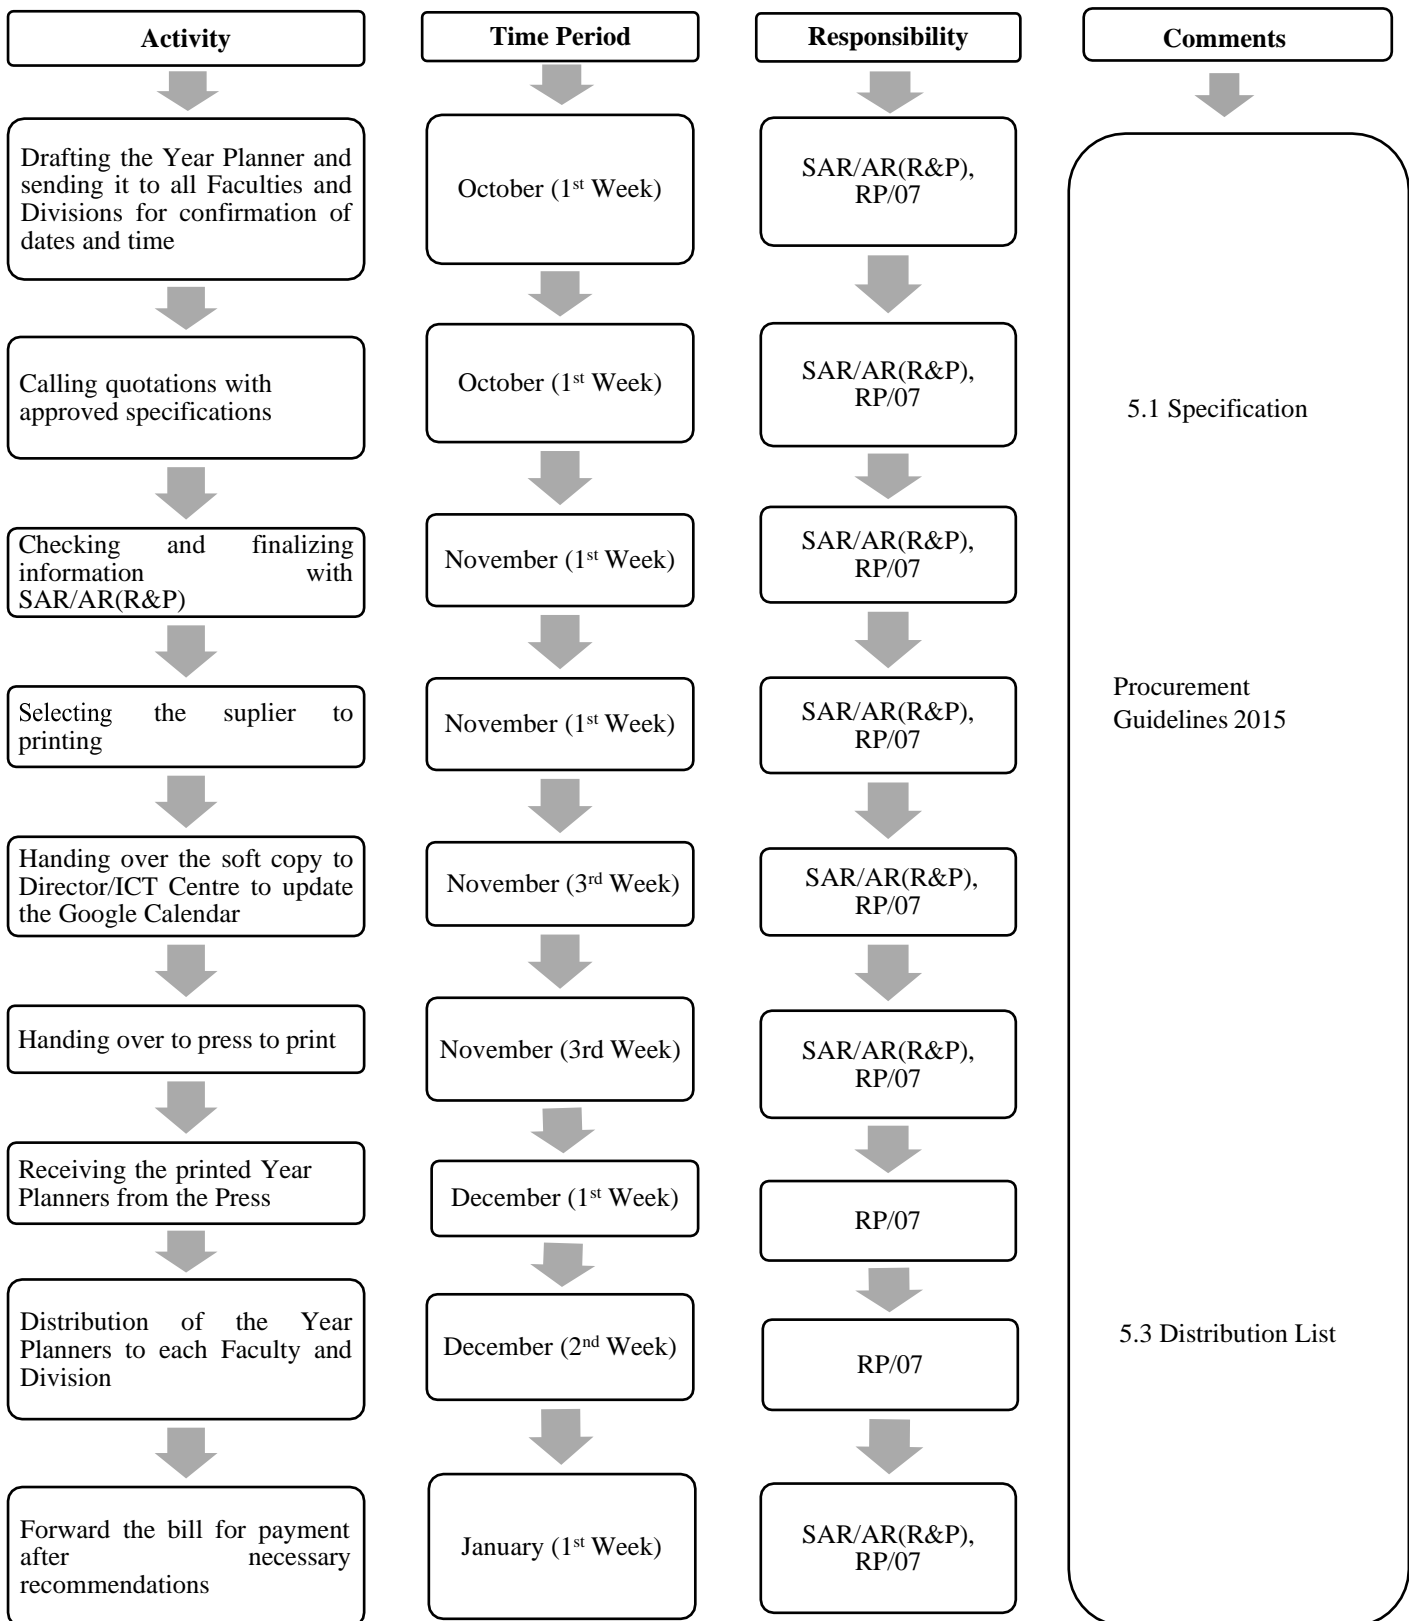 Activity
Time Period
Responsibility
Comments
Drafting the Year Planner and
sending it to all Faculties and
Divisions for confirmation of
dates and time
October (1st Week)
SAR/AR(R&P),
RP/07
Calling quotations with
approved specifications
October (1st Week)
SAR/AR(R&P),
RP/07
5.1 Specification
Checking and finalizing
information with
SAR/AR(R&P)
November (1st Week)
SAR/AR(R&P),
RP/07
Selecting the suplier to
printing
November (1st Week)
SAR/AR(R&P),
RP/07
Procurement
Guidelines 2015
Handing over the soft copy to
Director/ICT Centre to update
the Google Calendar
November (3rd Week)
SAR/AR(R&P),
RP/07
Handing over to press to print
November (3rd Week)
SAR/AR(R&P),
RP/07
Receiving the printed Year
Planners from the Press
December (1st Week)
RP/07
Distribution of the Year
Planners to each Faculty and
Division
December (2nd Week)
RP/07
5.3 Distribution List
Forward the bill for payment
after necessary
recommendations
January (1st Week)
SAR/AR(R&P),
RP/07